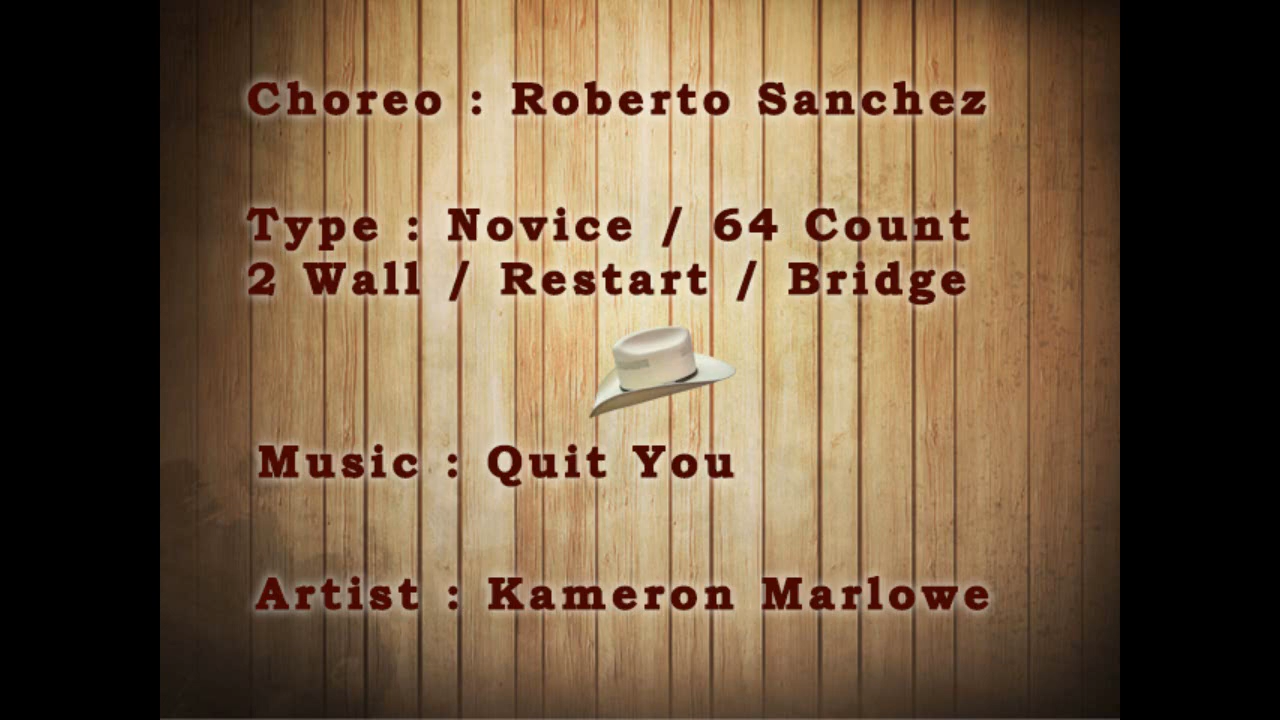 Choreo : Roberto Sanchez
Type : Novice / 64 Count
2 Wall / Restart / Bridge
Music : Quit You
Artist : Kameron Marlowe